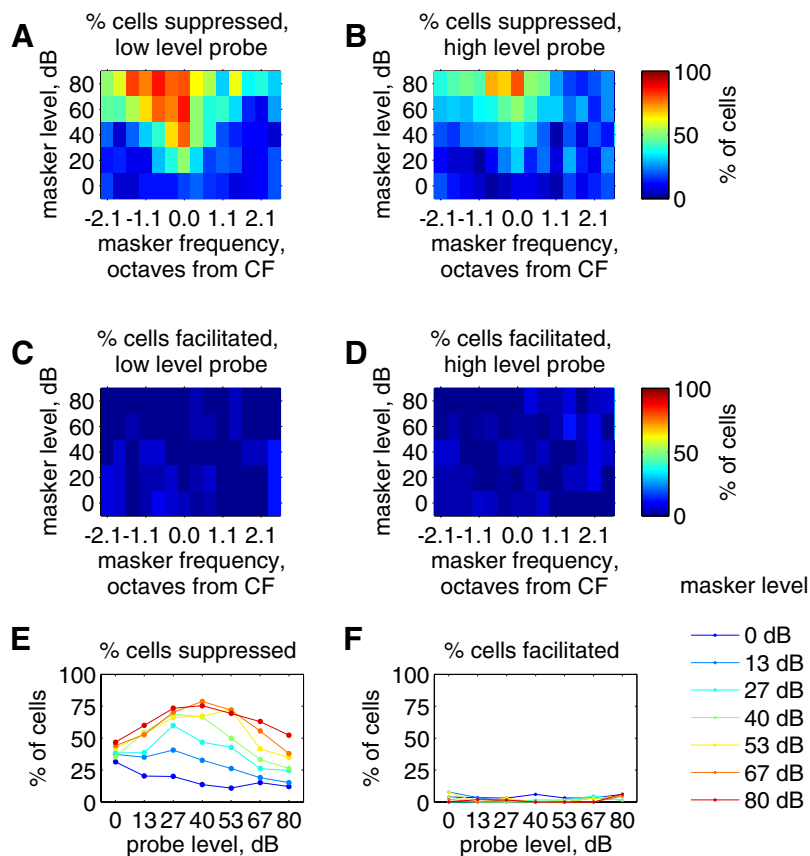 A
% cells suppressed,
low level probe
masker level, dB
80
60
40
20
0
-2.1 -1.1 0.0 1.1 2.1
masker frequency,
octaves from CF
B
% cells suppressed,
high level probe
masker level, dB
80
60
40
20
0
-2.1 -1.1 0.0 1.1 2.1
masker frequency,
octaves from CF
100
50
0
% of cells
C
% cells facilitated,
low level probe
masker level, dB
80
60
40
20
0
-2.1 -1.1 0.0 1.1 2.1
masker frequency,
octaves from CF
D
% cells facilitated,
high level probe
masker level, dB
80
60
40
20
0
-2.1 -1.1 0.0 1.1 2.1
masker frequency,
octaves from CF
100
50
0
% of cells
E
% cells suppressed
% of cells
100
75
50
25
0
0 13 27 40 53 67 80
probe level, dB
F
% cells facilitated
% of cells
100
75
50
25
0
0 13 27 40 53 67 80
probe level, dB
masker level
0 dB
13 dB
27 dB
40 dB
53 dB
67 dB
80 dB